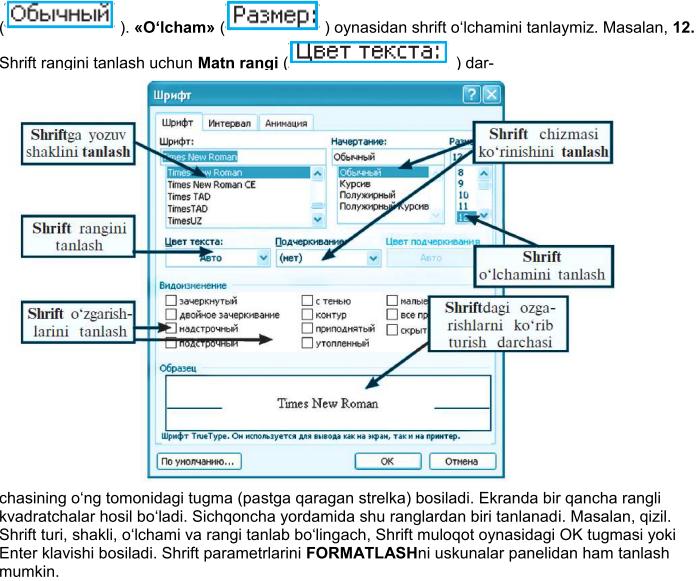 ( Обычный ). «O‘lcham» ( Размер: ) oynasidan shrift o‘lchamini tanlaymiz. Masalan, 12.
Shrift rangini tanlash uchun Matn rangi ( Цвет текста: ) dar-
Шрифт
Шрифт Интервал Анимация
Шрифт: Начертание:
Times New Roman Обычный 12
Times New Roman Обычный 8
Times New Roman CE Курсив 9
Times TAD Полужирный 10
TimesTAD Полужирный Курсив 11
TimesUZ
Цвет текста: Подчеркивание: Цвет подчеркивания
Авто (нет) Авто
Видоизменение
зачеркнутый с тенью малые
двойное зачеркивание контур
надстрочный приподнятый
подстрочный утопленный
Образец
Times New Roman
Шрифт TrueType. Он используется для вывода как на экран, так и на принтер.
По умолчанию... ОК Отмена
Shriftga yozuv
shaklini tanlash
Shrift rangini
tanlash
Shrift o‘zgarish-
larini tanlash
Shrift chizmasi
ko‘rinishini tanlash
Shrift
o‘lchamini tanlash
Shriftdagi ozga-
rishlarni ko‘rib
turish darchasi
chasining o‘ng tomonidagi tugma (pastga qaragan strelka) bosiladi. Ekranda bir qancha rangli
kvadratchalar hosil bo‘ladi. Sichqoncha yordamida shu ranglardan biri tanlanadi. Masalan, qizil.
Shrift turi, shakli, o‘lchami va rangi tanlab bo‘lingach, Shrift muloqot oynasidagi OK tugmasi yoki
Enter klavishi bosiladi. Shrift parametrlarini FORMATLASHni uskunalar panelidan ham tanlash
mumkin.